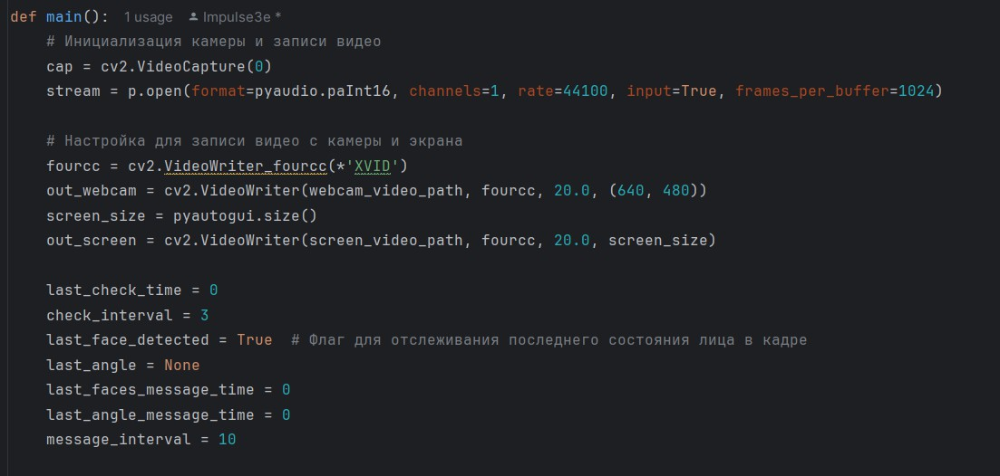 def main():  1 usage  Impulse3e *
    # Инициализация камеры и записи видео
    cap = cv2.VideoCapture(0)
    stream = p.open(format=pyaudio.paInt16, channels=1, rate=44100, input=True, frames_per_buffer=1024)

    # Настройка для записи видео с камеры и экрана
    fourcc = cv2.VideoWriter_fourcc(*'XVID')
    out_webcam = cv2.VideoWriter(webcam_video_path, fourcc, 20.0, (640, 480))
    screen_size = pyautogui.size()
    out_screen = cv2.VideoWriter(screen_video_path, fourcc, 20.0, screen_size)

    last_check_time = 0
    check_interval = 3
    last_face_detected = True  # Флаг для отслеживания последнего состояния лица в кадре
    last_angle = None
    last_faces_message_time = 0
    last_angle_message_time = 0
    message_interval = 10